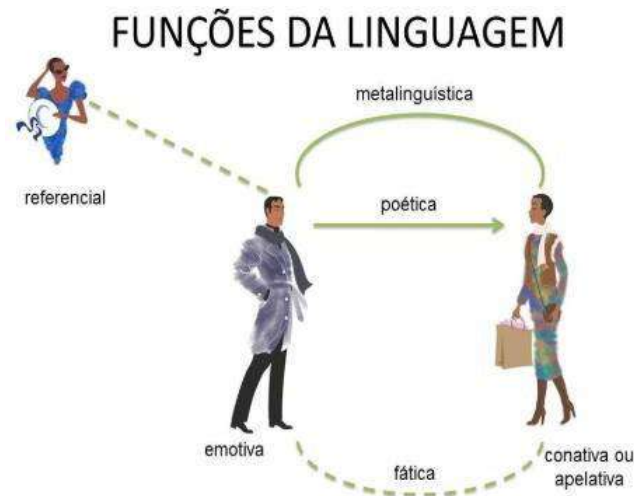 FUNÇÕES DA LINGUAGEM
metalinguística
referencial
poética
emotiva
fática
conativa ou
apelativa